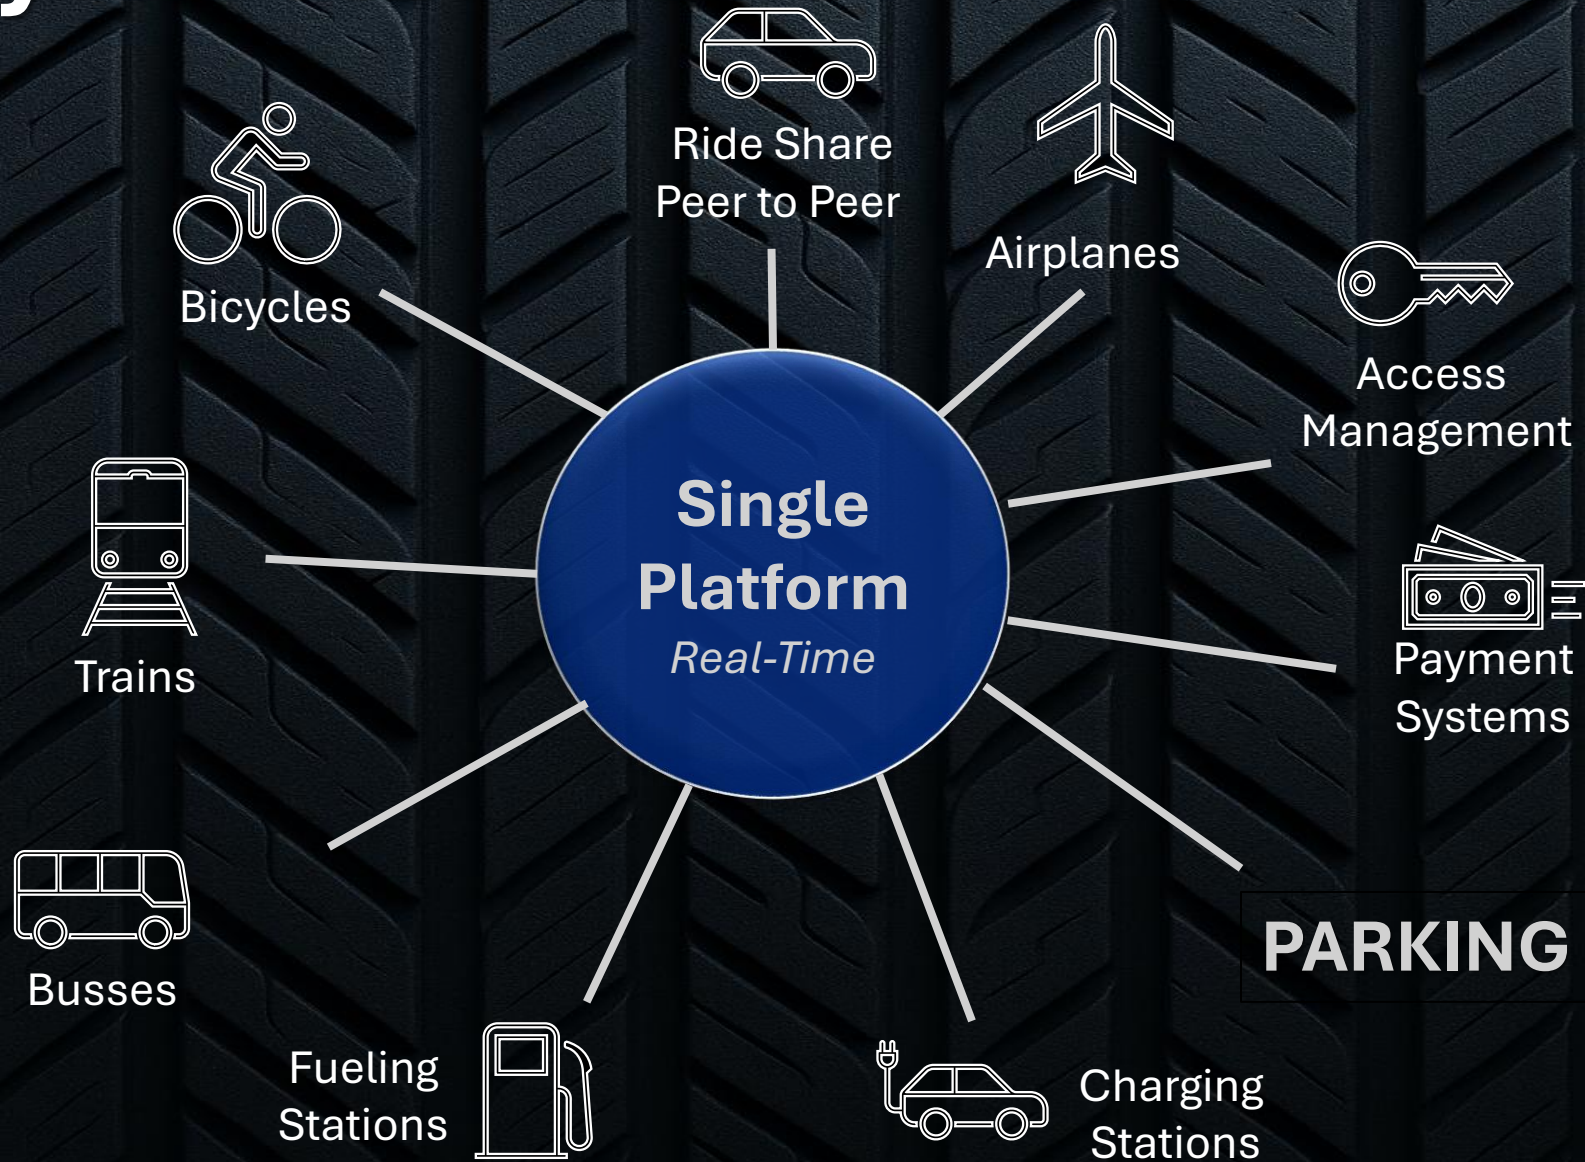 Ride Share
Peer to Peer
Airplanes
Bicycles
Access
Management
Single
Platform
Real-Time
Trains
Payment
Systems
PARKING
Busses
Fueling
Stations
Charging
Stations